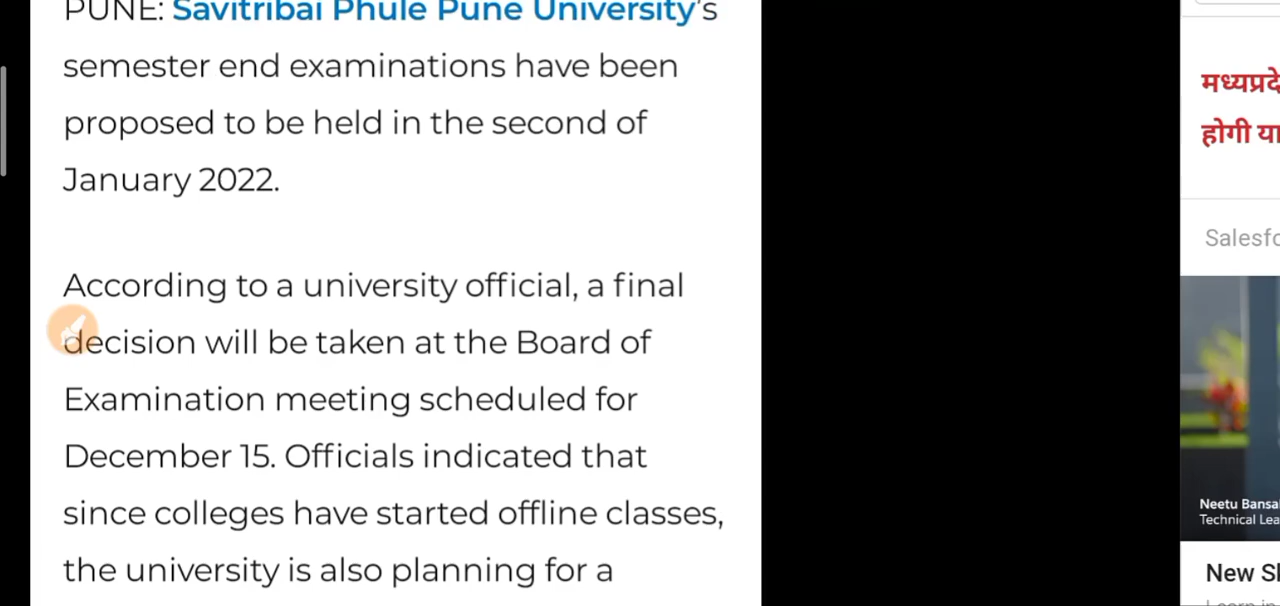 PUNE: Savitribai Phule Pune University's
semester end examinations have been
proposed to be held in the second of
January 2022.
According to a university official, a final
decision will be taken at the Board of
Examination meeting scheduled for
December 15. Officials indicated that
since colleges have started offline classes,
the university is also planning for a
मध्यप्रदे
होगी या
Salesfo
Neetu Bansa
Technical Lea
New Sk